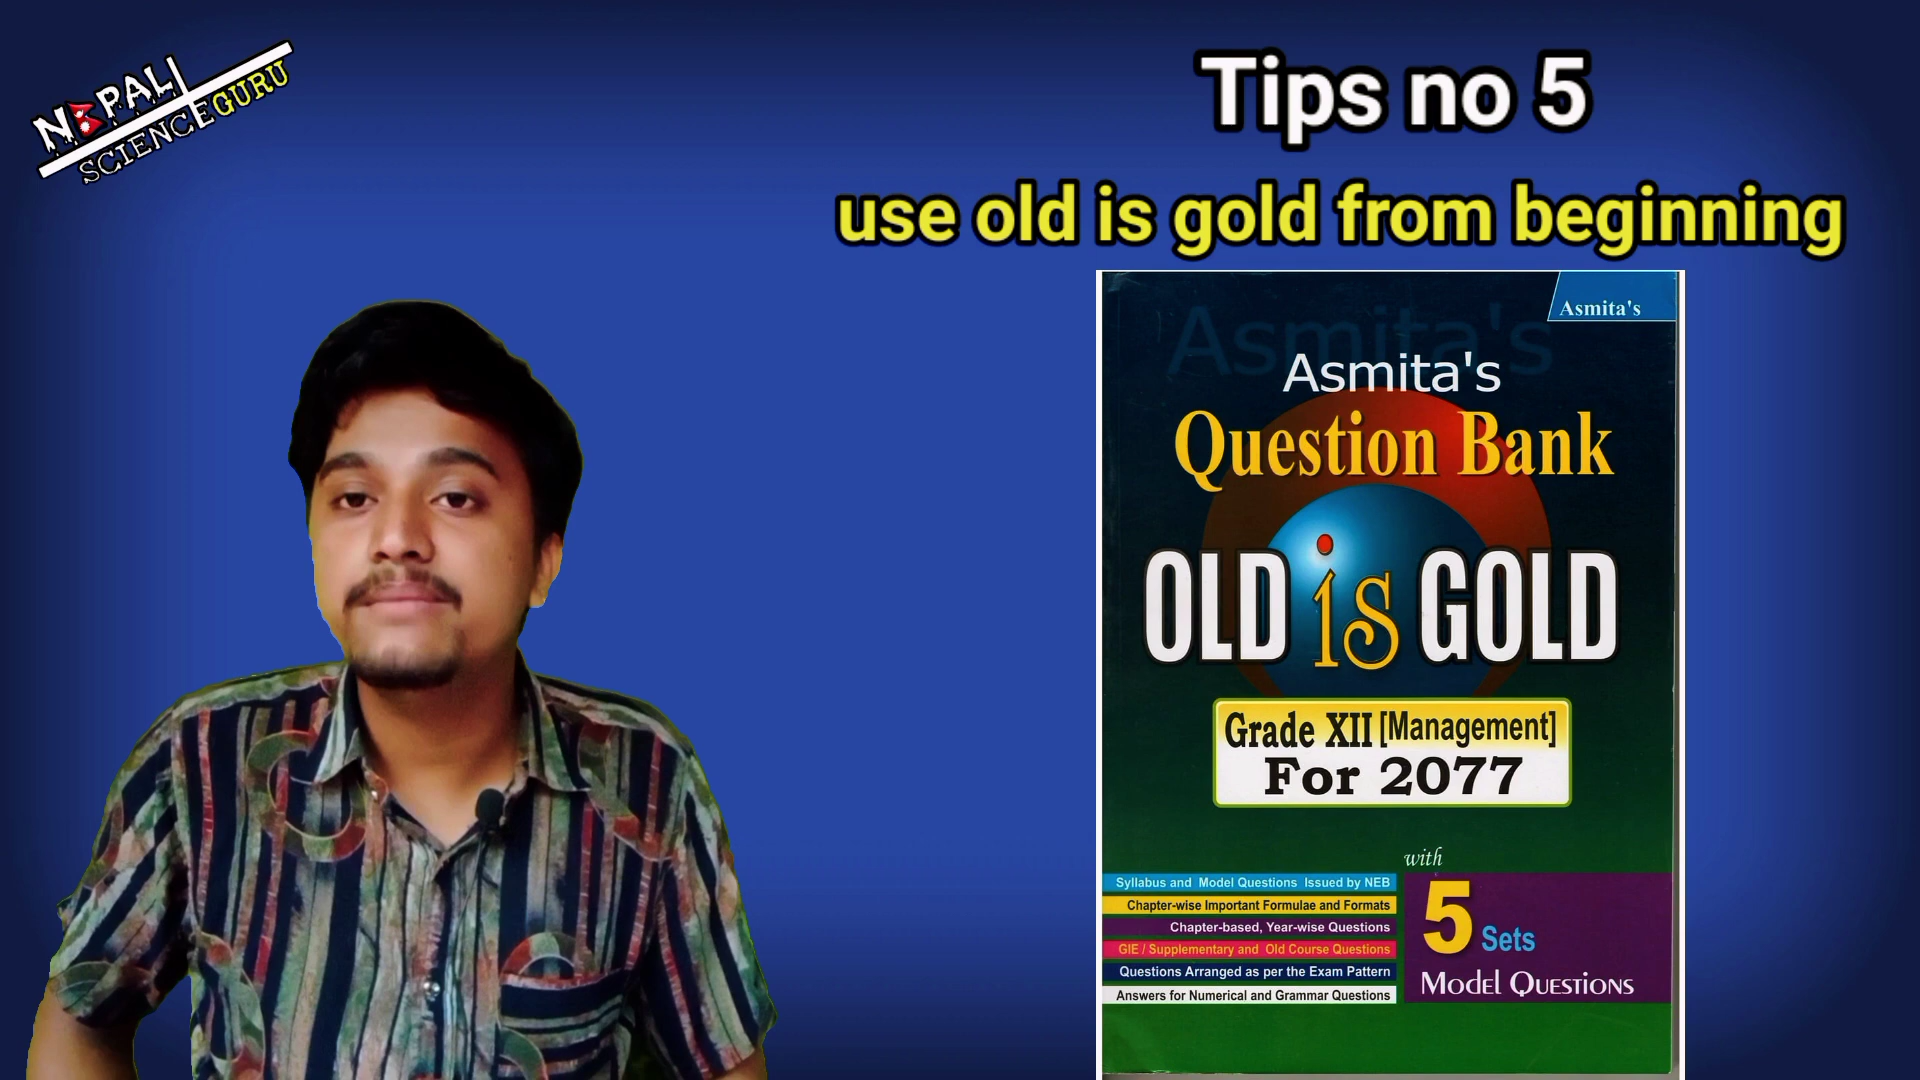 NEPALI
SCIENCEGURU
Tips no 5
use old is gold from beginning
Asmita's
Asmita's
Asmita's
Question Bank
OLD is GOLD
Grade XII [Management]
For 2077
with
Syllabus and Model Questions Issued by NEB
Chapter-wise Important Formulae and Formats
Chapter-based, Year-wise Questions
GIE / Supplementary and Old Course Questions
Questions Arranged as per the Exam Pattern
Answers for Numerical and Grammar Questions
5 Sets
Model Questions